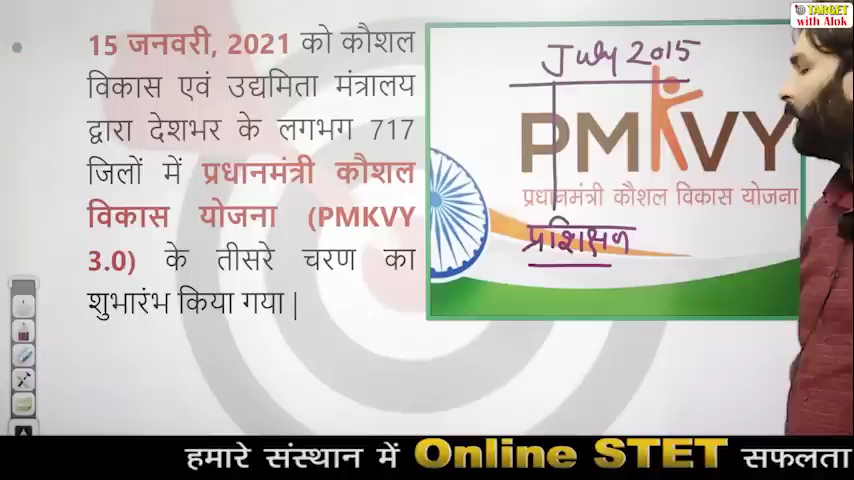 TARGET
with Alok
15 जनवरी, 2021 को कौशल
विकास एवं उद्यमिता मंत्रालय
द्वारा देशभर के लगभग 717
जिलों में प्रधानमंत्री कौशल
विकास योजना (PMKVY
3.0) के तीसरे चरण का
शुभारंभ किया गया |
July 2015
PMKVY
प्रधानमंत्री कौशल विकास योजना
प्रशिक्षण
हमारे संस्थान में Online STET सफलता